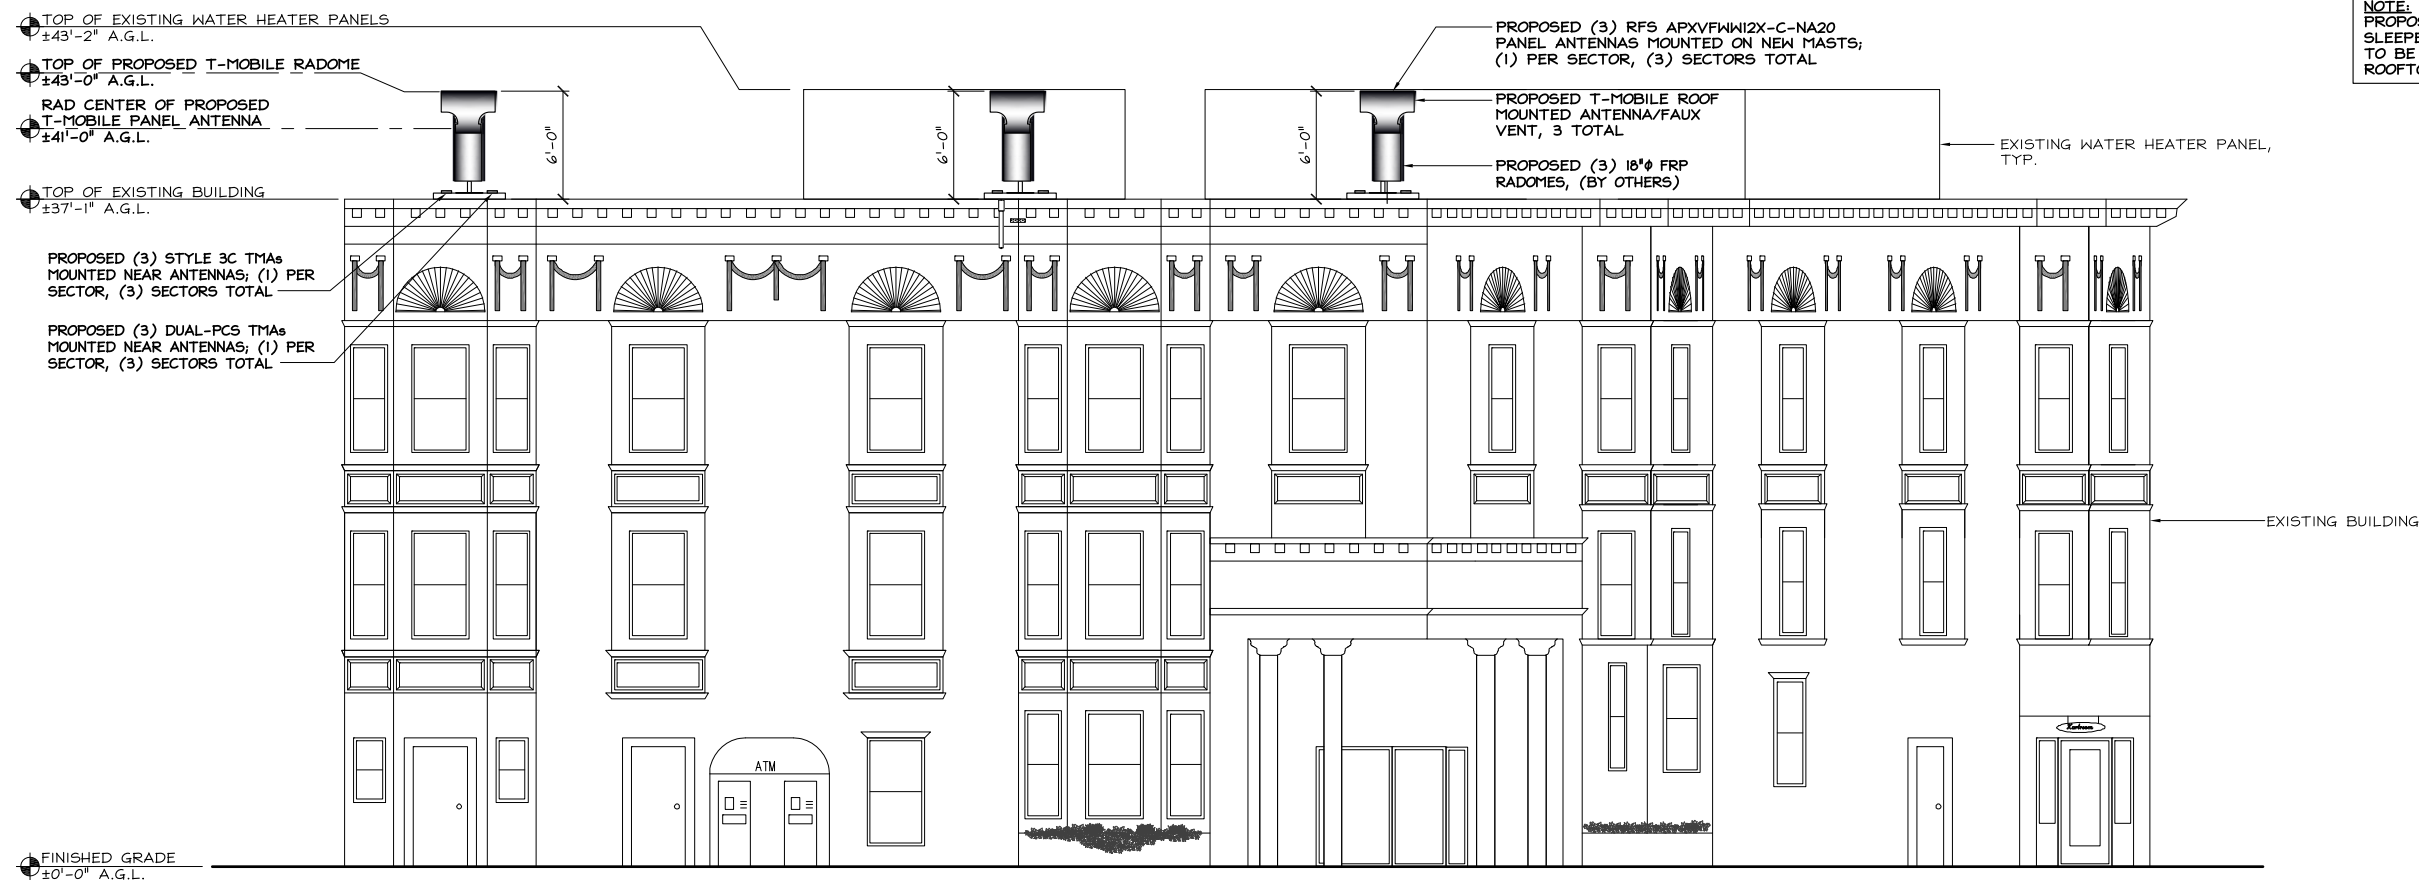 TOP OF EXISTING WATER HEATER PANELS
±43'-2" A.G.L.
TOP OF PROPOSED T-MOBILE RADOME
±43'-0" A.G.L.
RAD CENTER OF PROPOSED
T-MOBILE PANEL ANTENNA
±41'-0" A.G.L.
TOP OF EXISTING BUILDING
±37'-1" A.G.L.
PROPOSED (3) STYLE 3C TMAs
MOUNTED NEAR ANTENNAS; (1) PER
SECTOR, (3) SECTORS TOTAL
PROPOSED (3) DUAL-PCS TMAs
MOUNTED NEAR ANTENNAS; (1) PER
SECTOR, (3) SECTORS TOTAL
6'-0"
6'-0"
6'-0"
PROPOSED (3) RFS APXVFWW12X-C-NA20
PANEL ANTENNAS MOUNTED ON NEW MASTS;
(1) PER SECTOR, (3) SECTORS TOTAL
PROPOSED T-MOBILE ROOF
MOUNTED ANTENNA/FAUX
VENT, 3 TOTAL
PROPOSED (3) 18"Φ FRP
RADOMES, (BY OTHERS)
NOTE:
PROPOS
SLEEPE
TO BE
ROOFTO
EXISTING WATER HEATER PANEL,
TYP.
EXISTING BUILDING
ATM
FINISHED GRADE
±0'-0" A.G.L.